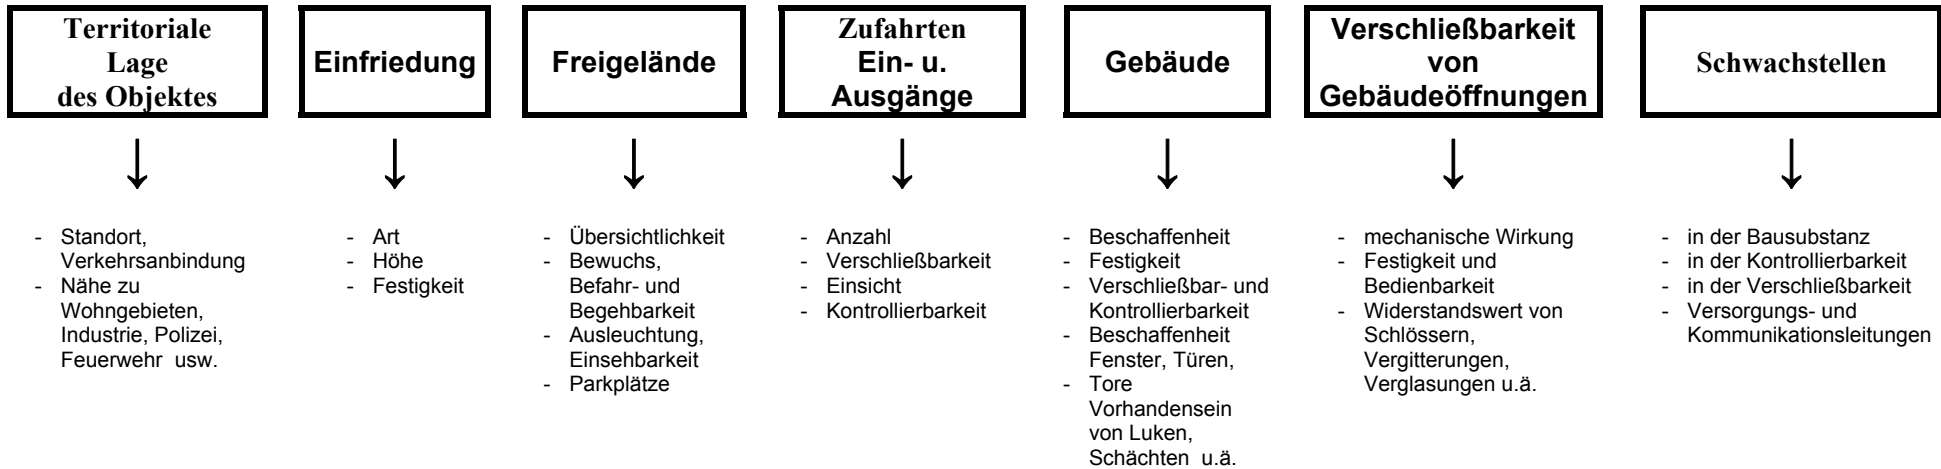 Territoriale
Lage
des Objektes
Einfriedung
Freigelände
Zufahrten
Ein- u.
Ausgänge
Gebäude
Verschließbarkeit
von
Gebäudeöffnungen
Schwachstellen
- Standort,
Verkehrsanbindung
- Nähe zu
Wohngebieten,
Industrie, Polizei,
Feuerwehr usw.
- Art
- Höhe
- Festigkeit
- Übersichtlichkeit
- Bewuchs,
Befahr- und
Begehbarkeit
- Ausleuchtung,
Einsehbarkeit
- Parkplätze
- Anzahl
- Verschließbarkeit
- Einsicht
- Kontrollierbarkeit
- Beschaffenheit
- Festigkeit
- Verschließbar- und
Kontrollierbarkeit
- Beschaffenheit
Fenster, Türen,
- Tore
Vorhandensein
von Luken,
Schächten u.ä.
- mechanische Wirkung
- Festigkeit und
Bedienbarkeit
- Widerstandswert von
Schlössern,
Vergitterungen,
Verglasungen u.ä.
- in der Bausubstanz
- in der Kontrollierbarkeit
- in der Verschließbarkeit
- Versorgungs- und
Kommunikationsleitungen